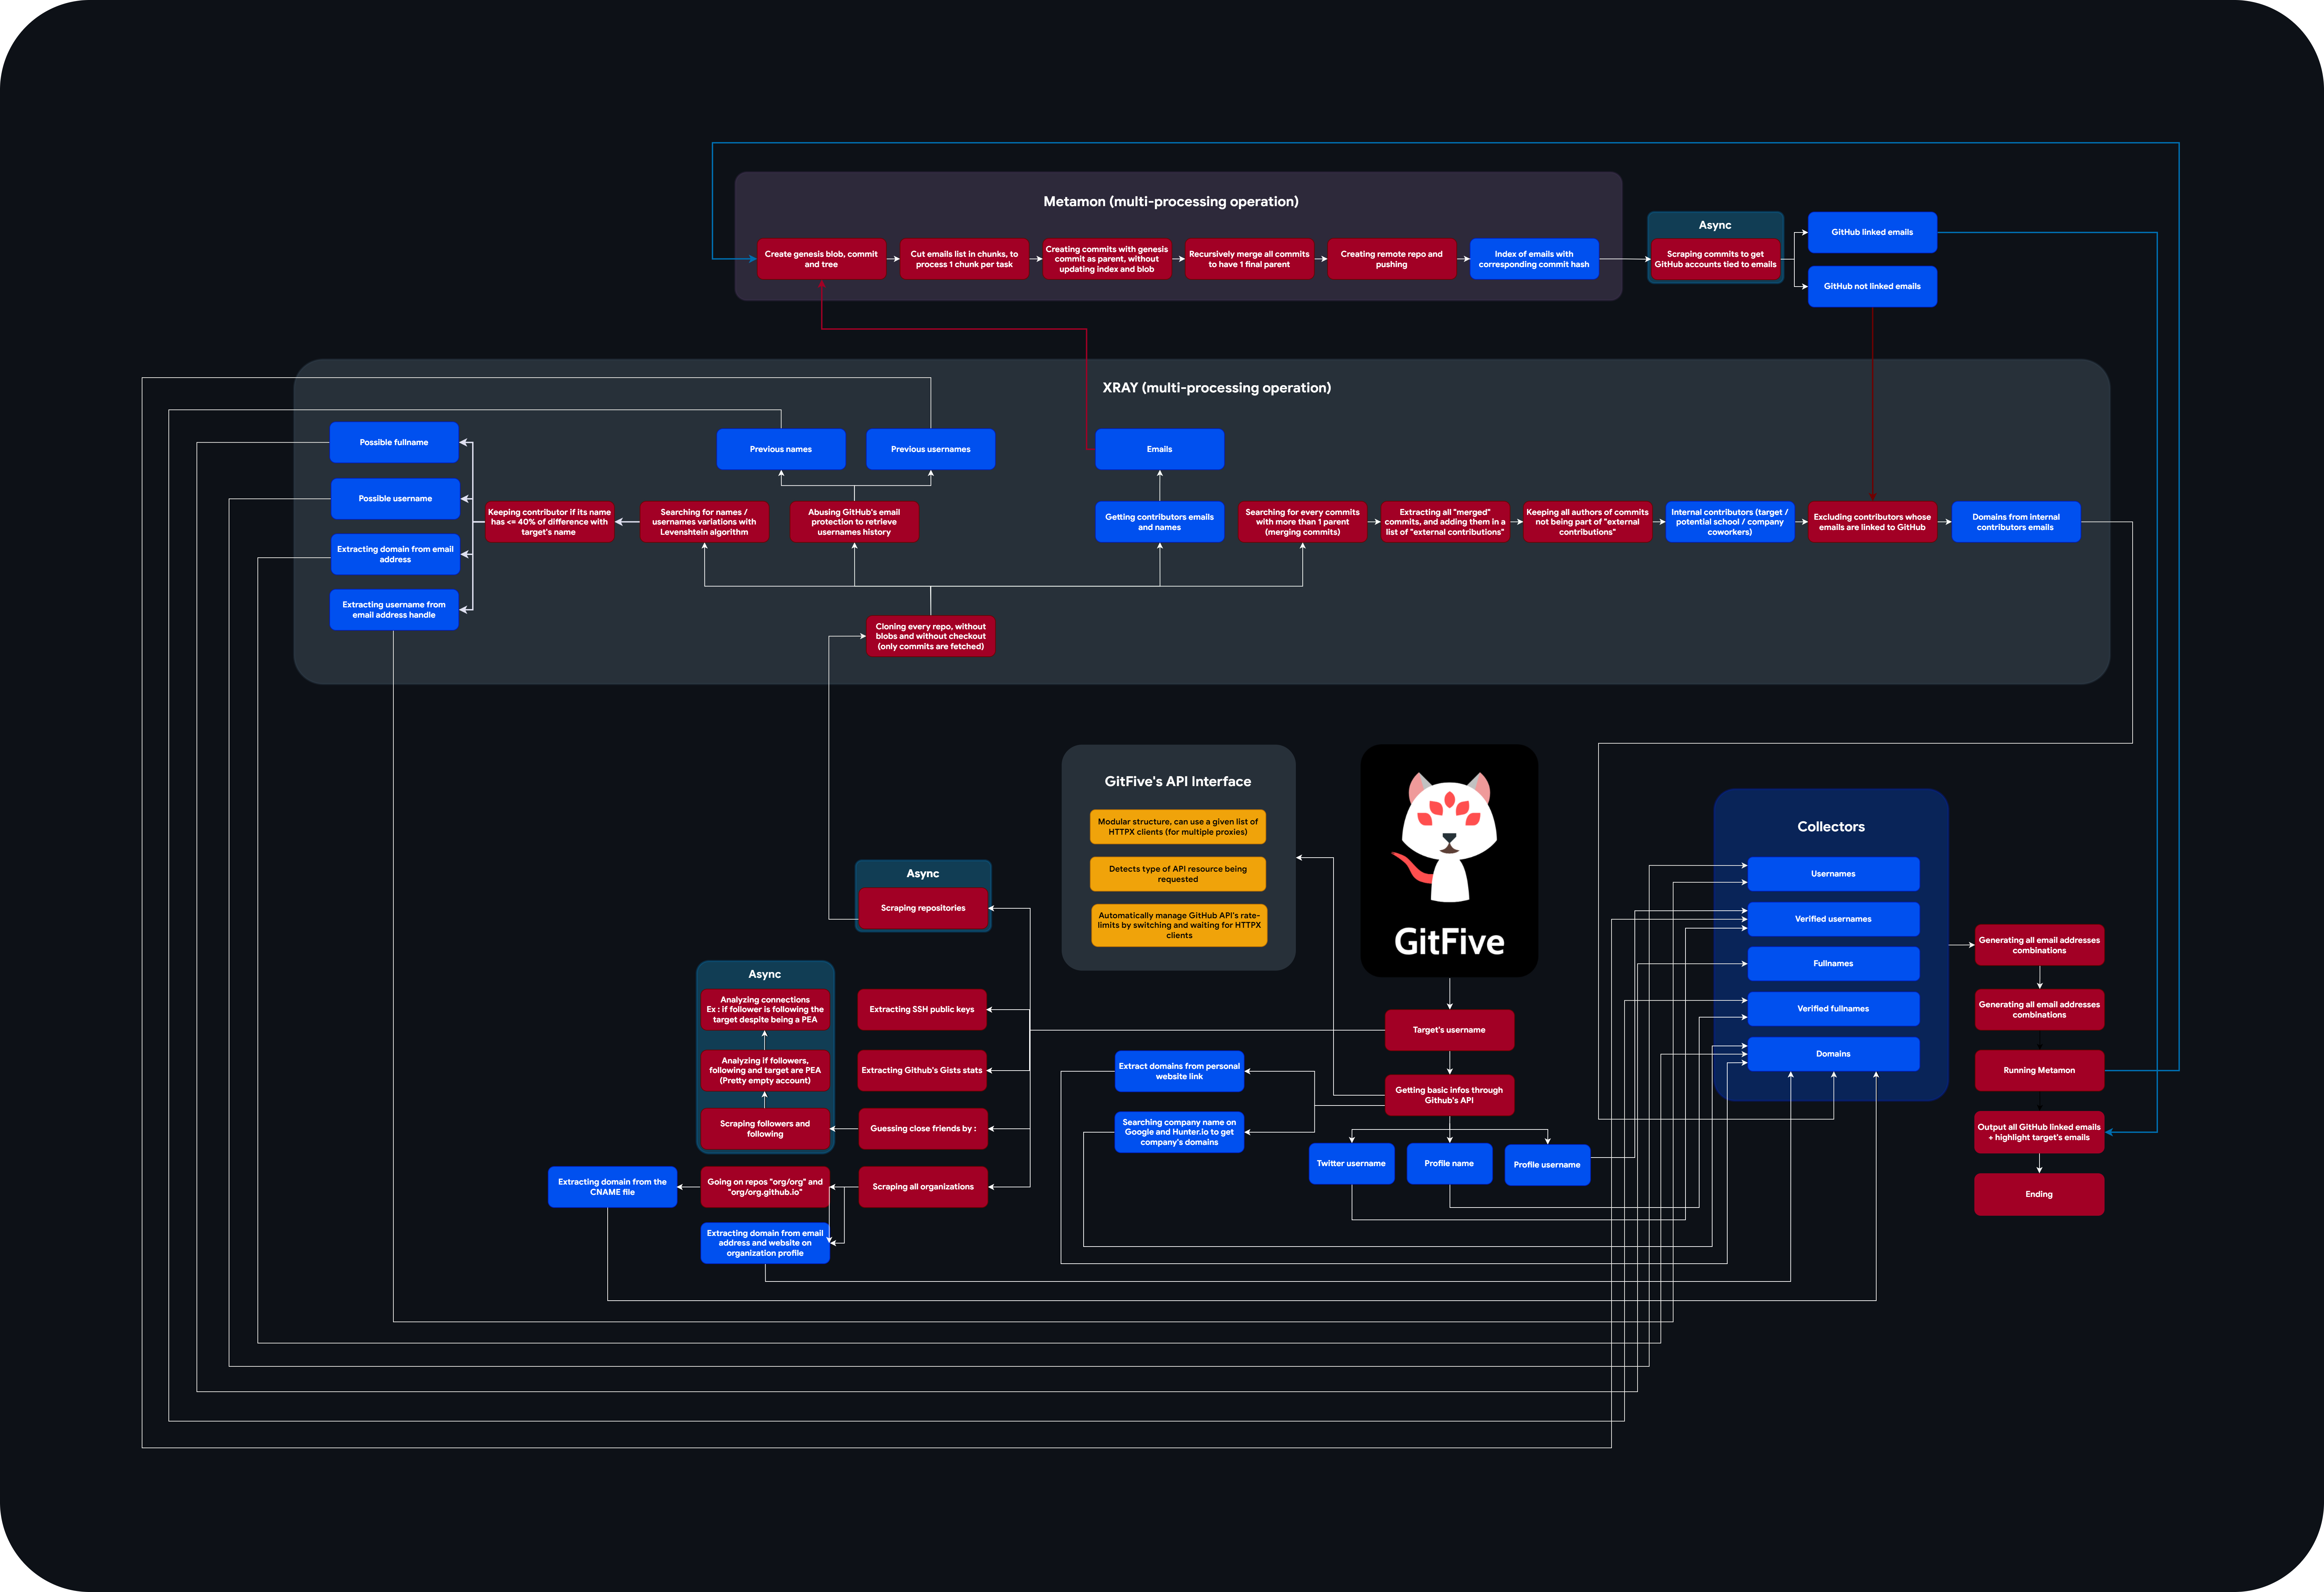 Metamon (multi-processing operation)
Create genesis blob, commit
and tree
Cut emails list in chunks, to
process 1 chunk per task
Creating commits with genesis
commit as parent, without
updating index and blob
Recursively merge all commits
to have 1 final parent
Creating remote repo and
pushing
Index of emails with
corresponding commit hash
Async
Scraping commits to get
GitHub accounts tied to emails
GitHub linked emails
GitHub not linked emails
XRAY (multi-processing operation)
Possible fullname
Possible username
Extracting domain from email
address
Extracting username from
email address handle
Keeping contributor if its name
has <= 40% of difference with
target's name
Searching for names /
usernames variations with
Levenshtein algorithm
Previous names
Previous usernames
Abusing GitHub's email
protection to retrieve
usernames history
Emails
Getting contributors emails
and names
Searching for every commits
with more than 1 parent
(merging commits)
Extracting all "merged"
commits, and adding them in a
list of "external contributions"
Keeping all authors of commits
not being part of "external
contributions"
Internal contributors (target /
potential school / company
coworkers)
Excluding contributors whose
emails are linked to GitHub
Domains from internal
contributors emails
Cloning every repo, without
blobs and without checkout
(only commits are fetched)
GitFive's API Interface
Modular structure, can use a given list of
HTTPX clients (for multiple proxies)
Detects type of API resource being
requested
Automatically manage GitHub API's rate-
limits by switching and waiting for HTTPX
clients
GitFive
Collectors
Usernames
Verified usernames
Fullnames
Verified fullnames
Domains
Async
Scraping repositories
Async
Analyzing connections
Ex : if follower is following the
target despite being a PEA
Analyzing if followers,
following and target are PEA
(Pretty empty account)
Scraping followers and
following
Extracting SSH public keys
Extracting Github's Gists stats
Guessing close friends by :
Scraping all organizations
Going on repos "org/org" and
"org/org.github.io"
Extracting domain from the
CNAME file
Extracting domain from email
address and website on
organization profile
Target's username
Getting basic infos through
Github's API
Extract domains from personal
website link
Searching company name on
Google and Hunter.io to get
company's domains
Twitter username
Profile name
Profile username
Generating all email addresses
combinations
Generating all email addresses
combinations
Running Metamon
Output all GitHub linked emails
+ highlight target's emails
Ending